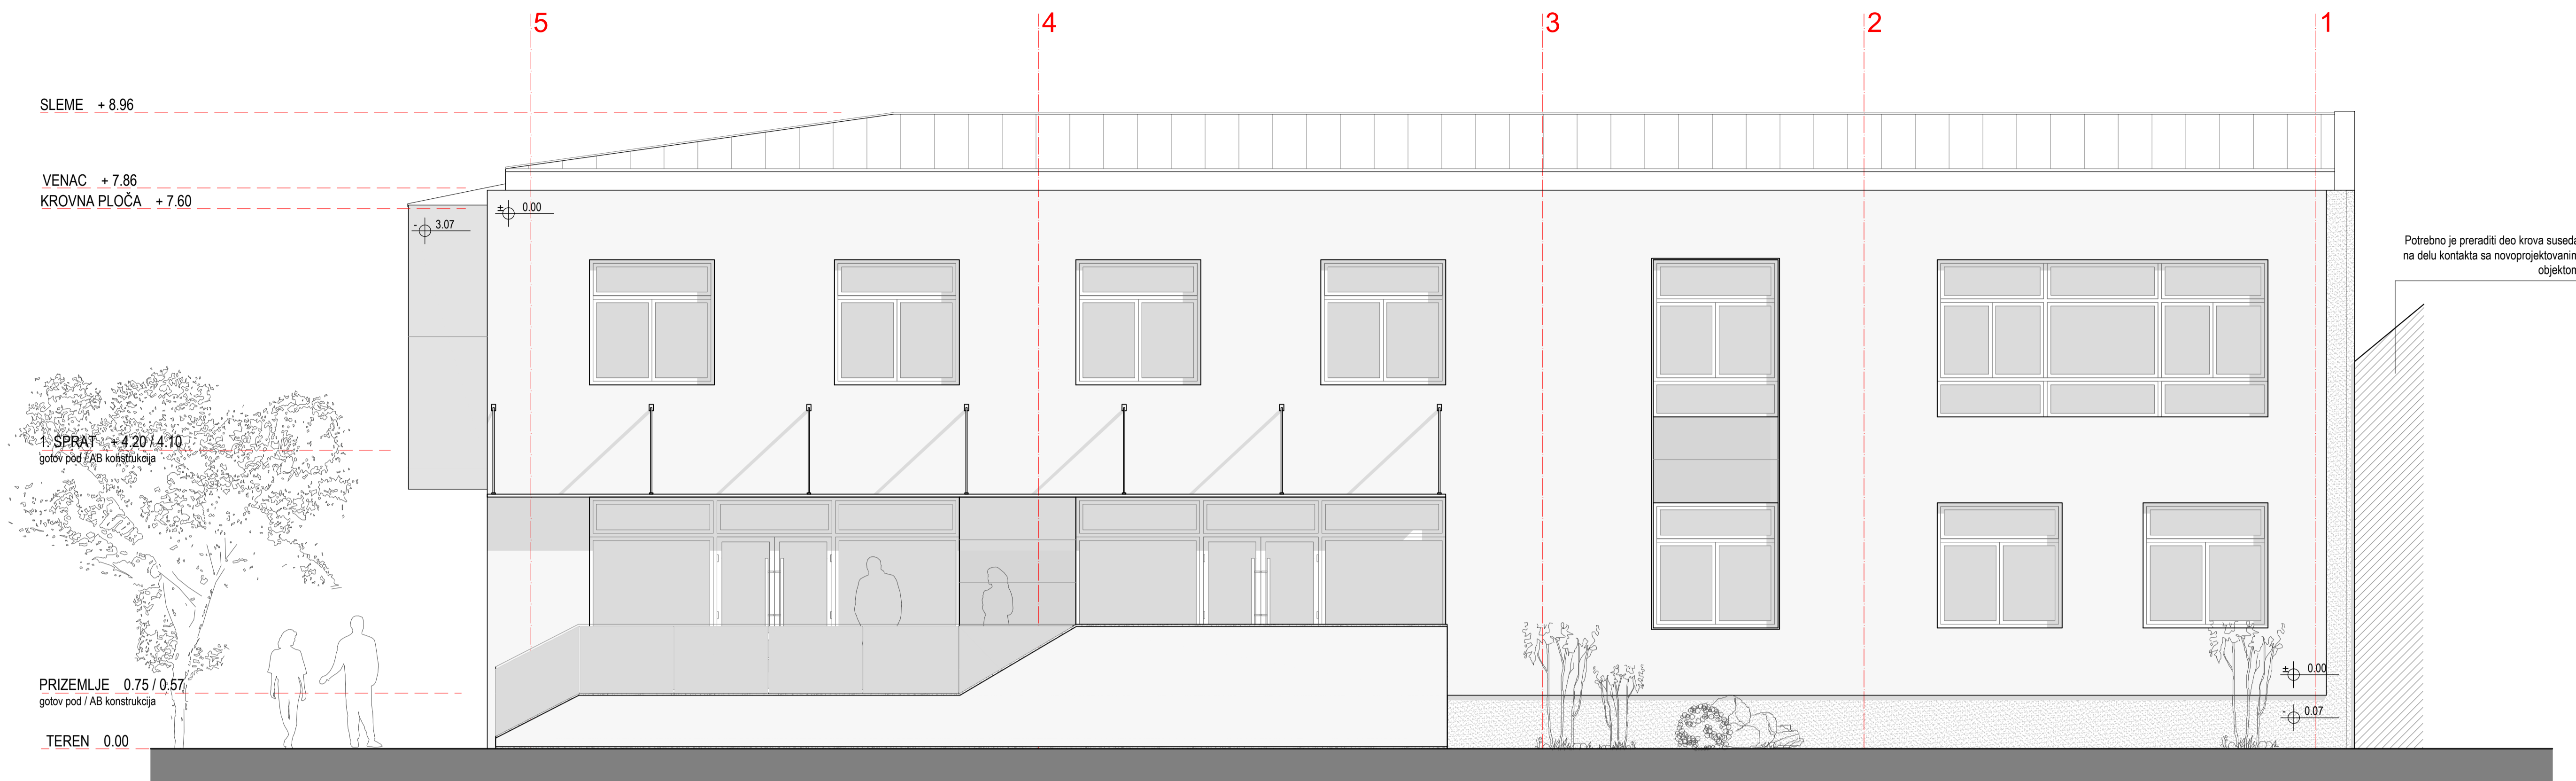 5
4
3
2
1
SLEME + 8.96
VENAC + 7.86
KROVNA PLOČA + 7.60
± 0.00
- 3.07
Potrebno je preraditi deo krova suseda
na delu kontakta sa novoprojektovanim
objektom
1. SPRAT + 4.20 / 4.10
gotov pod / AB konstrukcija
± 0.00
PRIZEMLJE 0.75 / 0.57
gotov pod / AB konstrukcija
- 0.07
TEREN 0.00